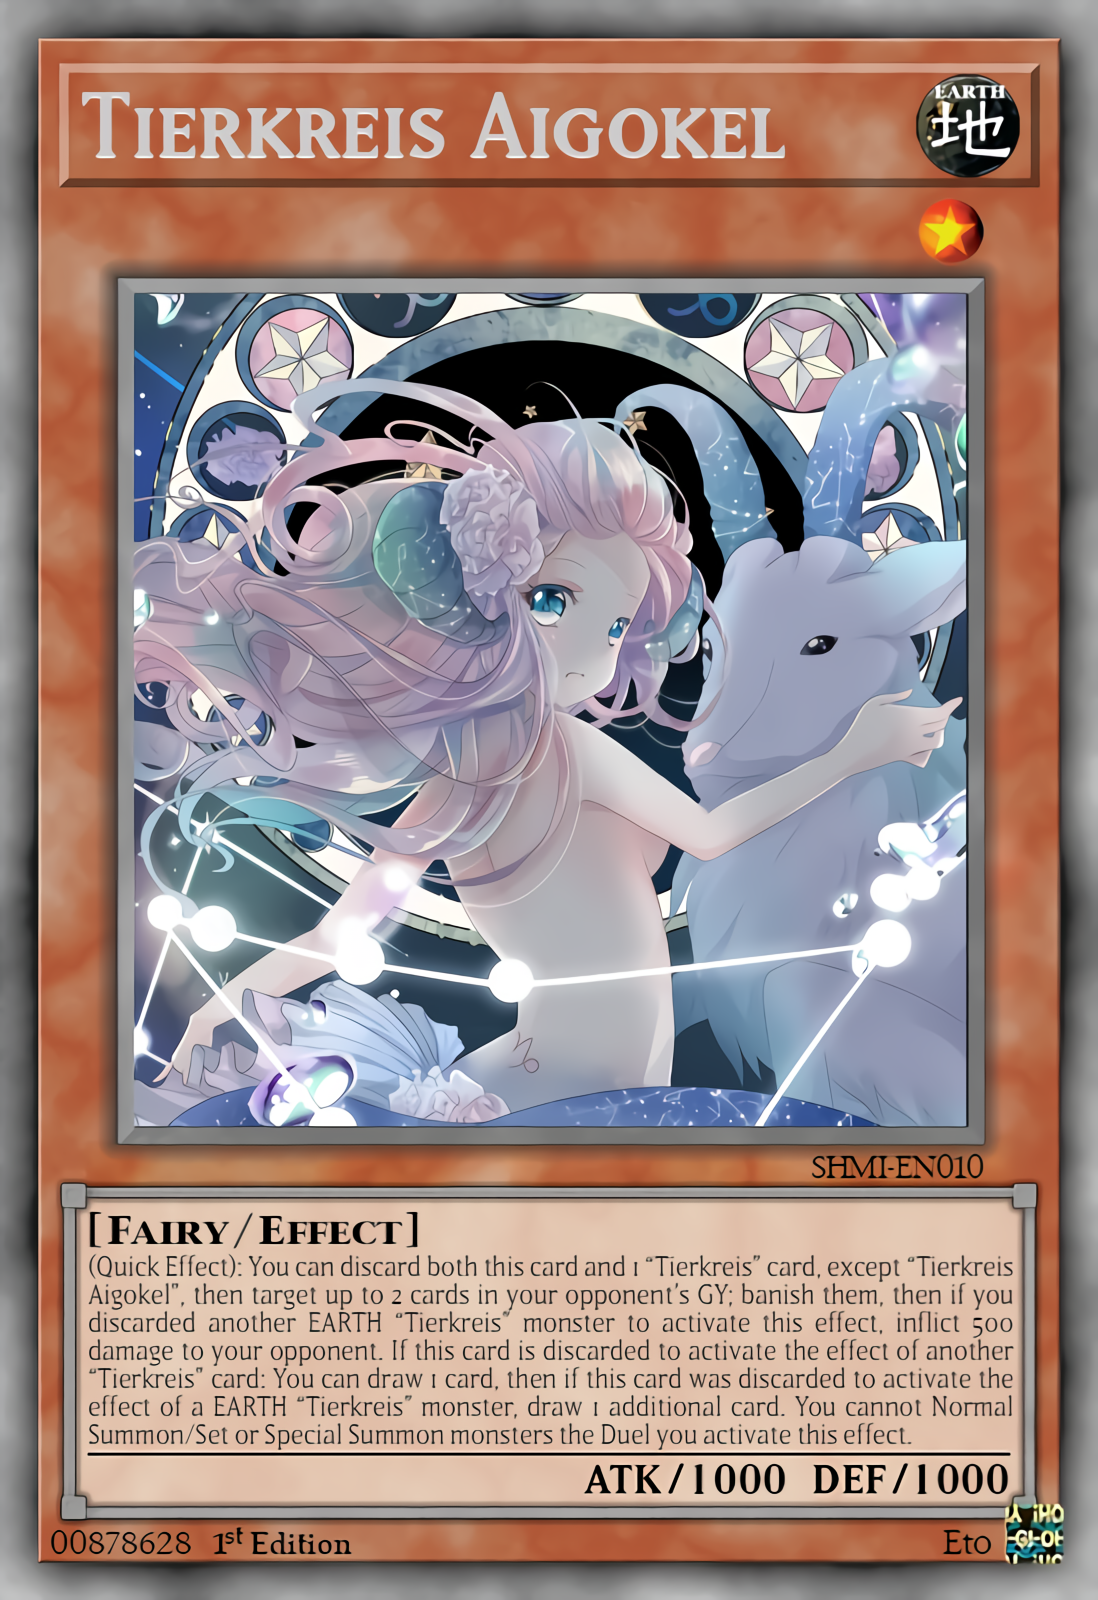 Tierkreis Aigokel
EARTH
地
SHMI-EN010
[Fairy/Effect]
(Quick Effect): You can discard both this card and 1 “Tierkreis” card, except “Tierkreis
Aigokel”, then target up to 2 cards in your opponent’s GY; banish them, then if you
discarded another EARTH “Tierkreis” monster to activate this effect, inflict 500
damage to your opponent. If this card is discarded to activate the effect of another
“Tierkreis” card: You can draw 1 card, then if this card was discarded to activate the
effect of a EARTH “Tierkreis” monster, draw 1 additional card. You cannot Normal
Summon/Set or Special Summon monsters the Duel you activate this effect.
ATK/1000 DEF/1000
00878628 1st Edition
Eto